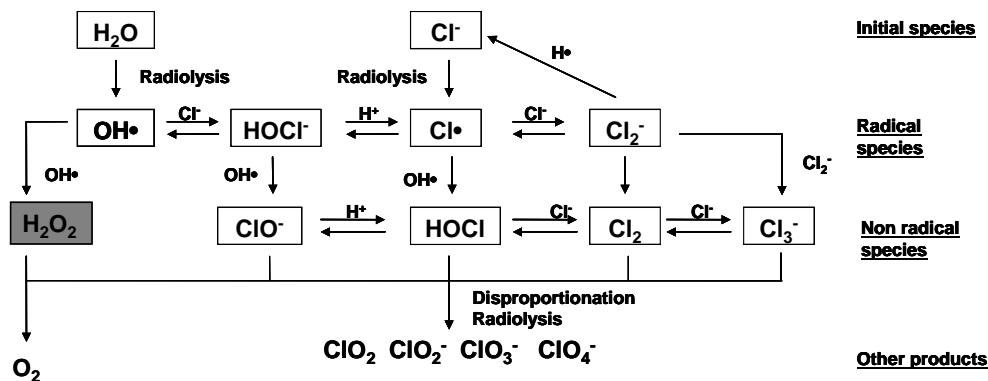 H₂O Cl⁻ Initial species
H•
Radiolysis Radiolysis
Cl⁻ H⁺ Cl⁻
OH• HOCl⁻ Cl• Cl₂⁻ Radical
species
Cl₂⁻
OH• OH• OH•
H⁺ Cl⁻ Cl⁻
H₂O₂ ClO⁻ HOCl Cl₂ Cl₃⁻ Non radical
species
Disproportionation
Radiolysis
ClO₂ ClO₂⁻ ClO₃⁻ ClO₄⁻
O₂ Other products